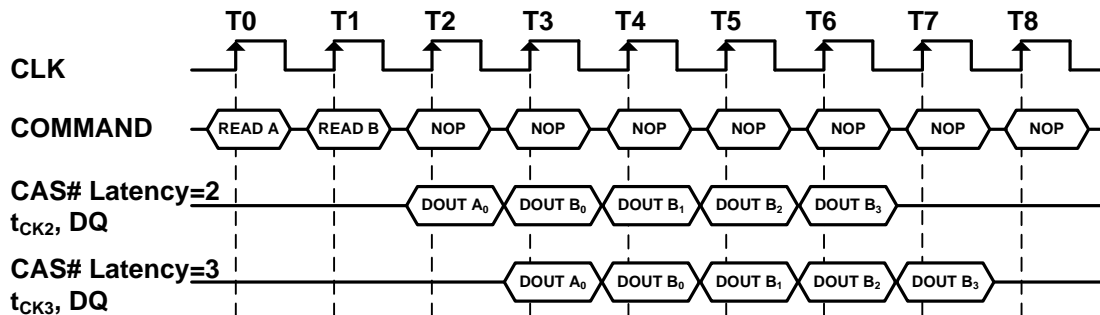 T0 T1 T2 T3 T4 T5 T6 T7 T8
CLK
COMMAND READ A READ B NOP NOP NOP NOP NOP NOP NOP
CAS# Latency=2
tCK2, DQ DOUT A0 DOUT B0 DOUT B1 DOUT B2 DOUT B3
CAS# Latency=3
tCK3, DQ DOUT A0 DOUT B0 DOUT B1 DOUT B2 DOUT B3